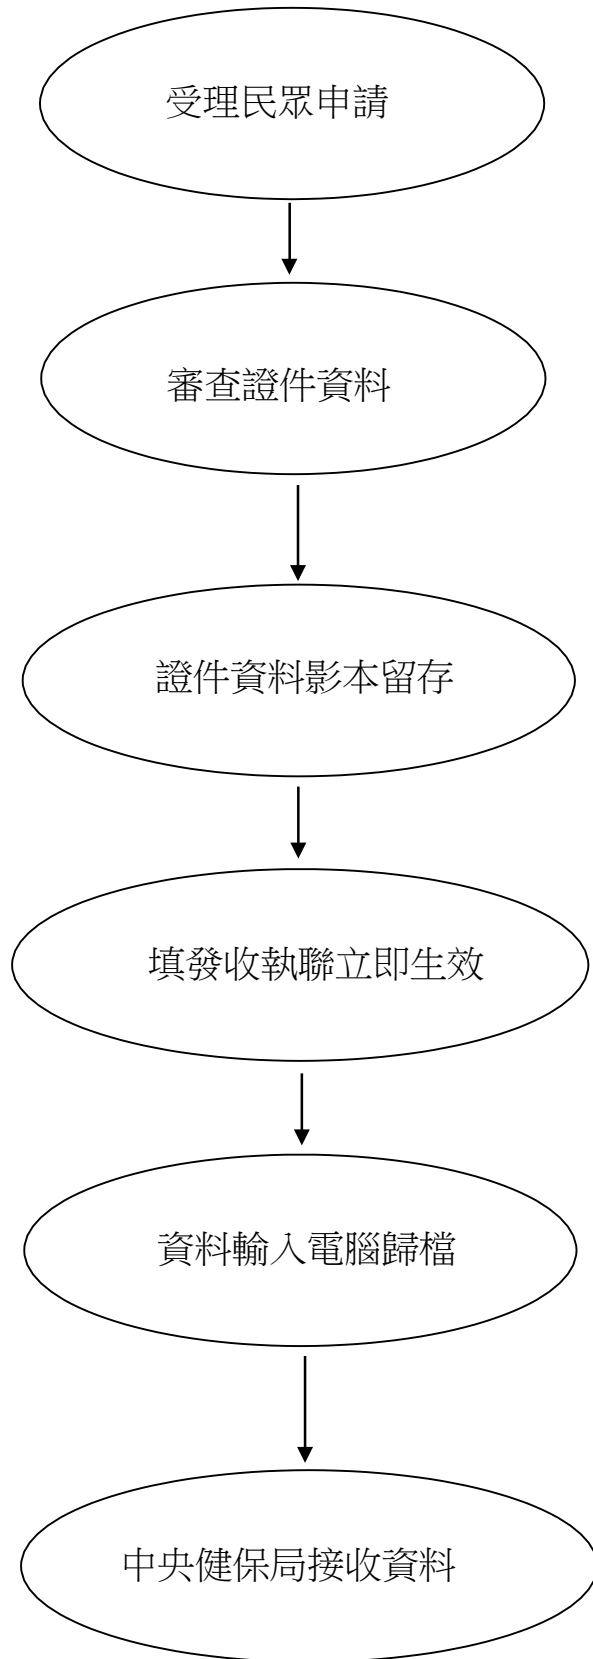 受理民眾申請
審查證件資料
證件資料影本留存
填發收執聯立即生效
資料輸入電腦歸檔
中央健保局接收資料